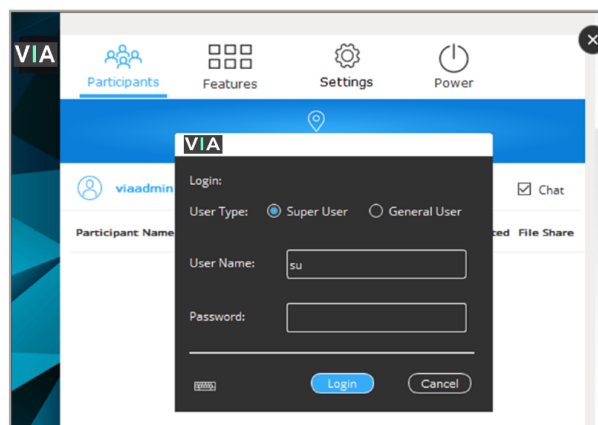 VIA
Participants Features Settings Power
VIA
viaadmin
Chat
Login:
User Type: Super User General User
Participant Name
File Share
User Name: su
Password:
Login Cancel